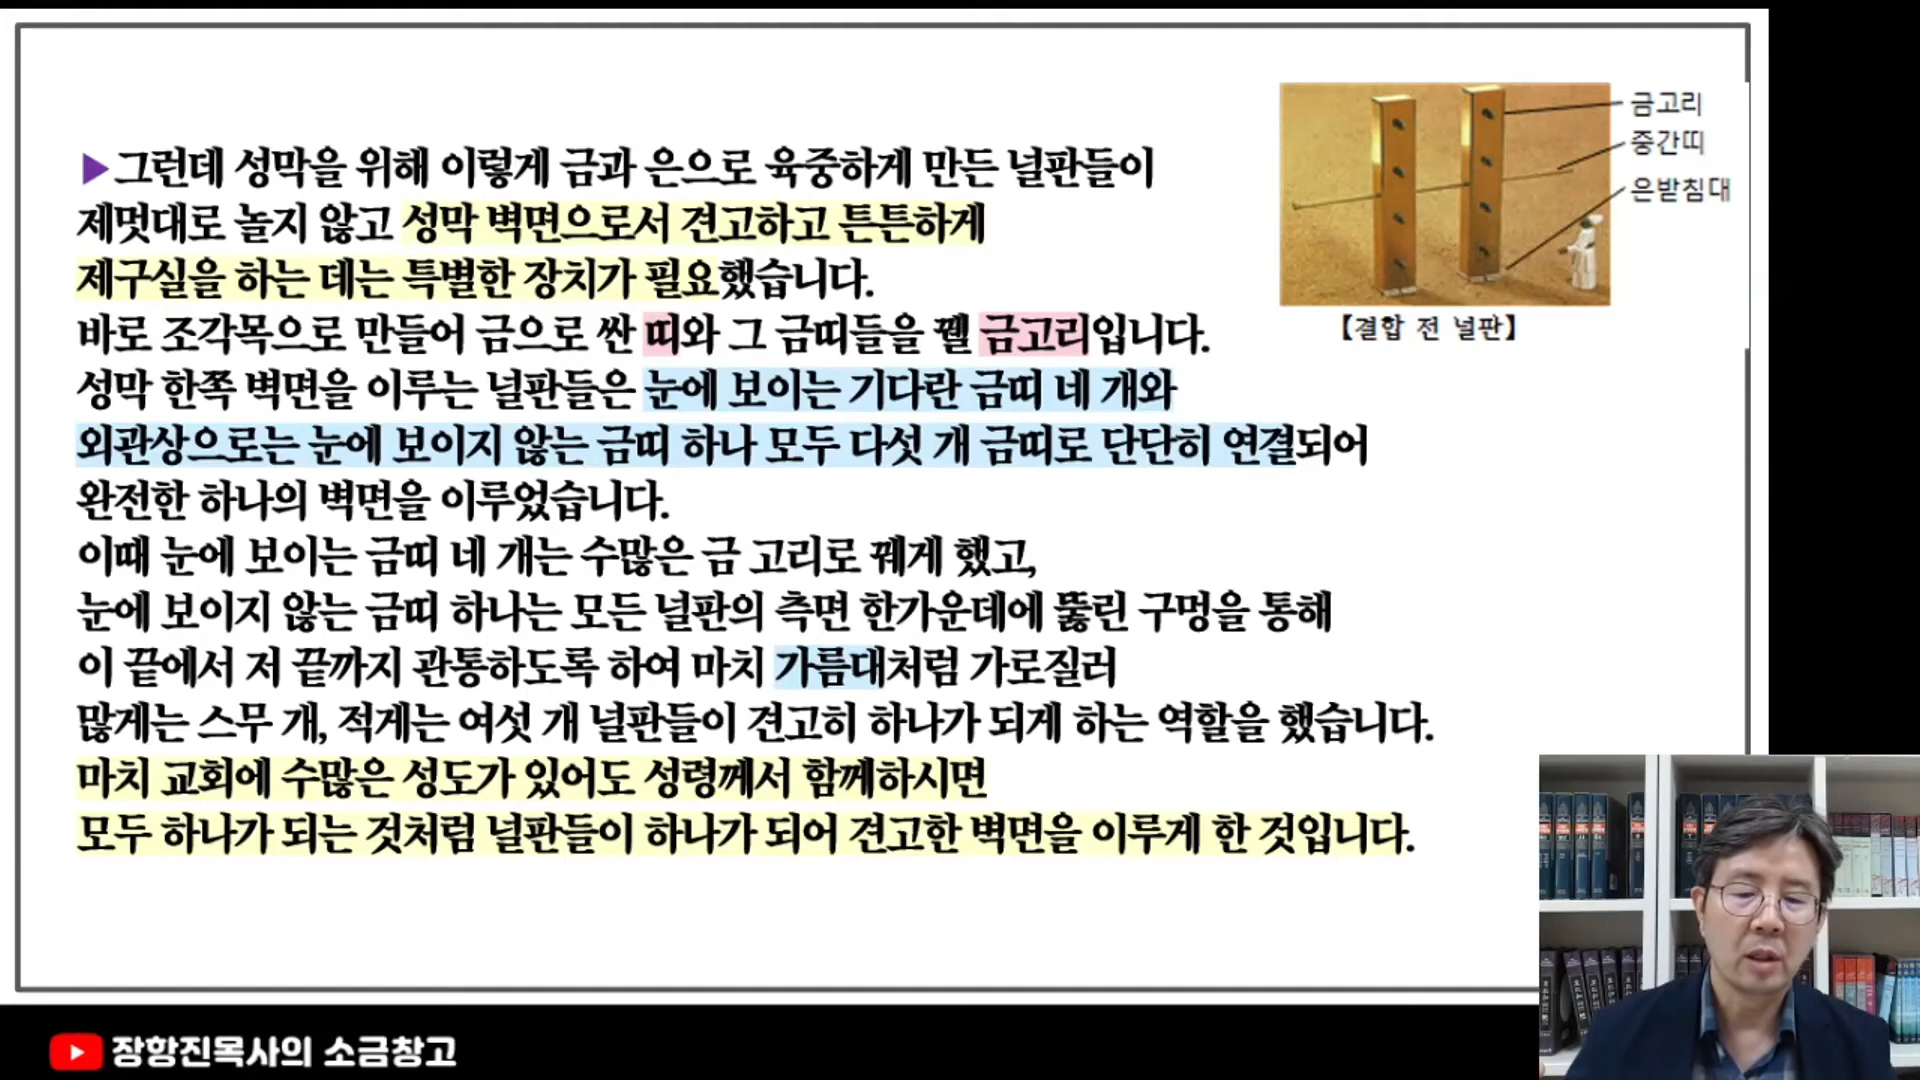 ▶그런데 성막을 위해 이렇게 금과 은으로 육중하게 만든 널판들이
제멋대로 놀지 않고 성막 벽면으로서 견고하고 튼튼하게
제구실을 하는 데는 특별한 장치가 필요했습니다.
바로 조각목으로 만들어 금으로 싼 띠와 그 금띠들을 꿸 금고리입니다.
성막 한쪽 벽면을 이루는 널판들은 눈에 보이는 기다란 금띠 네 개와
외관상으로는 눈에 보이지 않는 금띠 하나 모두 다섯 개 금띠로 단단히 연결되어
완전한 하나의 벽면을 이루었습니다.
이때 눈에 보이는 금띠 네 개는 수많은 금 고리로 꿰게 했고,
눈에 보이지 않는 금띠 하나는 모든 널판의 측면 한가운데에 뚫린 구멍을 통해
이 끝에서 저 끝까지 관통하도록 하여 마치 가름대처럼 가로질러
많게는 스무 개, 적게는 여섯 개 널판들이 견고히 하나가 되게 하는 역할을 했습니다.
마치 교회에 수많은 성도가 있어도 성령께서 함께하시면
모두 하나가 되는 것처럼 널판들이 하나가 되어 견고한 벽면을 이루게 한 것입니다.
금고리
중간띠
은받침대
【결합 전 널판】
장항진목사의 소금창고